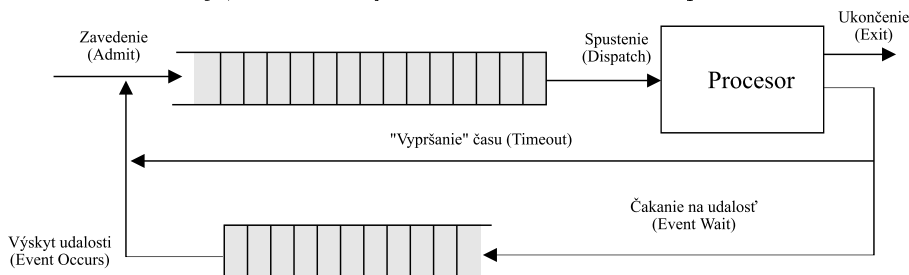 Zavedenie
(Admit)
Spustenie
(Dispatch)
Procesor
Ukončenie
(Exit)
"Vypršanie" času (Timeout)
Čakanie na udalosť
(Event Wait)
Výskyt udalosti
(Event Occurs)